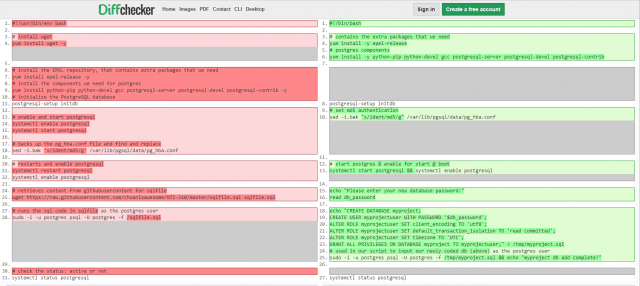 Diffchecker
Home Images PDF Contact CLI Desktop
Sign in
Create a free account
1. #!/usr/bin/env bash
2.
3. # install wget
4. yum install wget -y
5.
6. # install the EPEL repository, that contains extra packages that we need
7. yum install epel-release -y
8. # install the components we need for postgres
9. yum install python-pip python-devel gcc postgresql-server postgresql-devel postgresql-contrib -y
10. # initialize the PostgreSQL database
11. postgresql-setup initdb
12.
13. # enable and start postgresql
14. systemctl enable postgresql
15. systemctl start postgresql
16.
17. # backs up the pg_hba.conf file and find and replace
18. sed -i.bak 's/ident/md5/g' /var/lib/pgsql/data/pg_hba.conf
19.
20. # restarts and enable postgresql
21. systemctl restart postgresql
22. systemctl enable postgresql
23.
24. # retrieves content from githubusercontent for sqlfile
25. wget https://raw.githubusercontent.com/
26.
27. # runs the sql code in sqlfile as the postgres user
28. sudo -i -u postgres psql -U postgres -f /sqlfile.sql
29.
30. # check the status: active or not
31. systemctl status postgresql
1. #!/bin/bash
2.
3. # contains the extra packages that we need
4. yum install -y epel-release
5. # postgres components
6. yum install -y python-pip python-devel gcc postgresql-server postgresql-devel postgresql-contrib
7.
8. postgresql-setup initdb
9. # set md5 authentication
10. sed -i.bak 's/ident/md5/g' /var/lib/pgsql/data/pg_hba.conf
11.
12. # start postgres & enable for start @ boot
13. systemctl start postgresql && systemctl enable postgresql
14.
15. echo "Please enter your new database password:"
16. read db_password
17.
18. echo "CREATE DATABASE myproject;
19. CREATE USER myprojectuser WITH PASSWORD '$db_password';
20. ALTER ROLE myprojectuser SET client_encoding TO 'utf8';
21. ALTER ROLE myprojectuser SET default_transaction_isolation TO 'read committed';
22. ALTER ROLE myprojectuser SET timezone TO 'UTC';
23. GRANT ALL PRIVILEGES ON DATABASE myproject TO myprojectuser;" > /tmp/myproject.sql
24. # used in our script to input our newly coded db (above) as the postgres user
25. sudo -i -u postgres psql -U postgres -f /tmp/myproject.sql && echo "myproject db add complete!"
26.
27. systemctl status postgresql